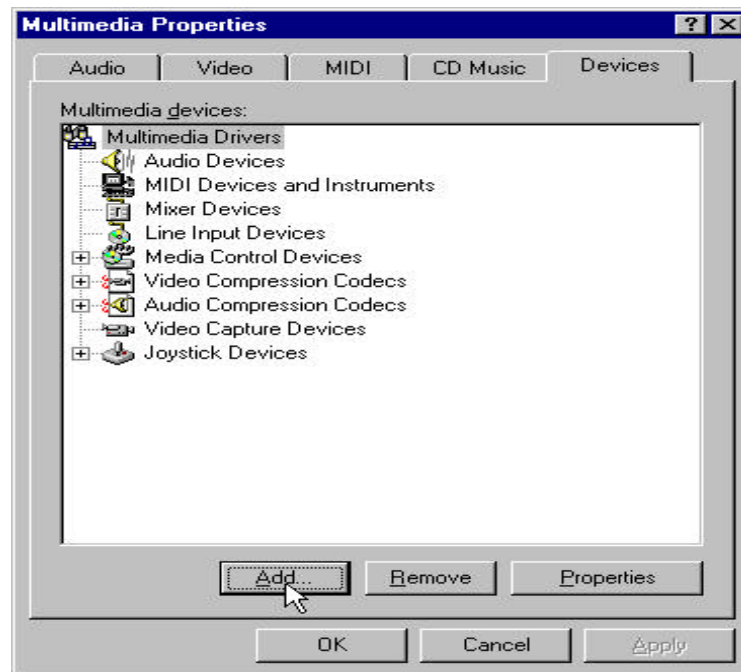 Multimedia Properties
Audio Video MIDI CD Music Devices
Multimedia devices:
Multimedia Drivers
Audio Devices
MIDI Devices and Instruments
Mixer Devices
Line Input Devices
Media Control Devices
Video Compression Codecs
Audio Compression Codecs
Video Capture Devices
Joystick Devices
Add... Remove Properties
OK Cancel Apply